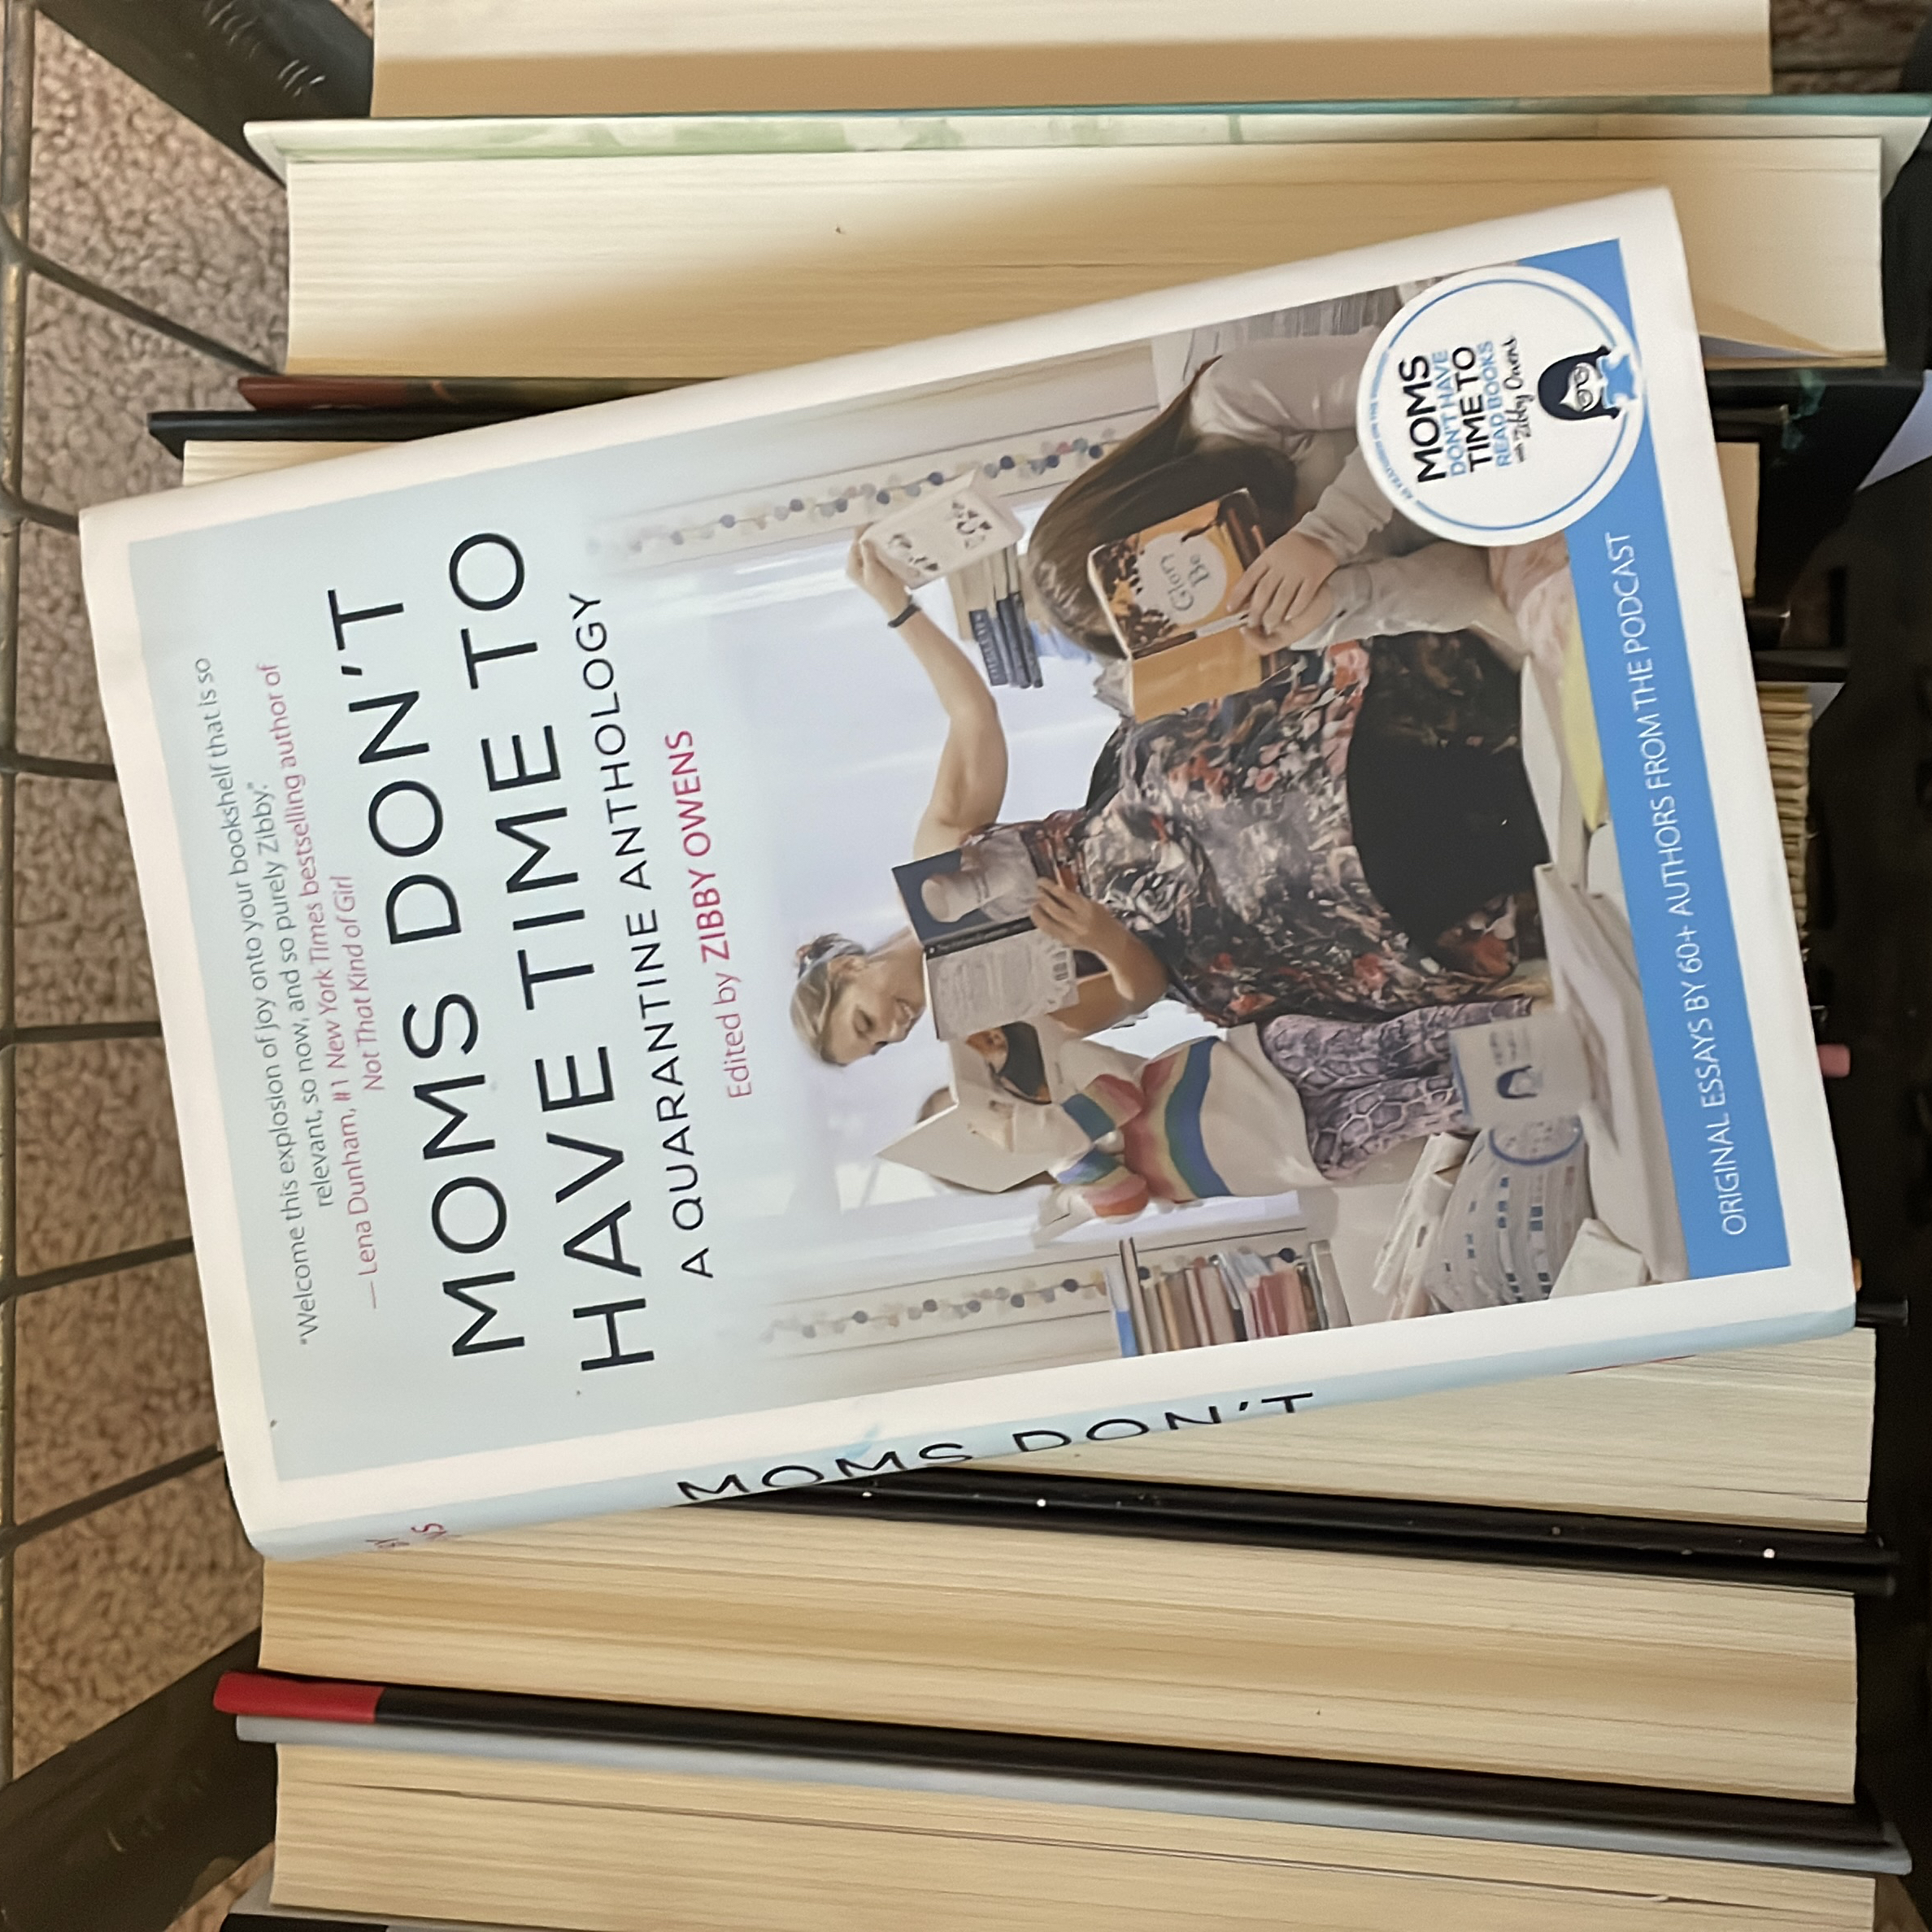 "Welcome this explosion of joy onto your bookshelf that is so
relevant, so now, and so purely Zibby."
— Lena Dunham, #1 New York Times bestselling author of
Not That Kind of Girl
MOMS DON'T
HAVE TIME TO
A QUARANTINE ANTHOLOGY
Edited by ZIBBY OWENS
Glory
Be
MOMS
DON'T HAVE
TIME TO
READ BOOKS
with Zibby Owens
ORIGINAL ESSAYS BY 60+ AUTHORS FROM THE PODCAST
MOMS DON'T